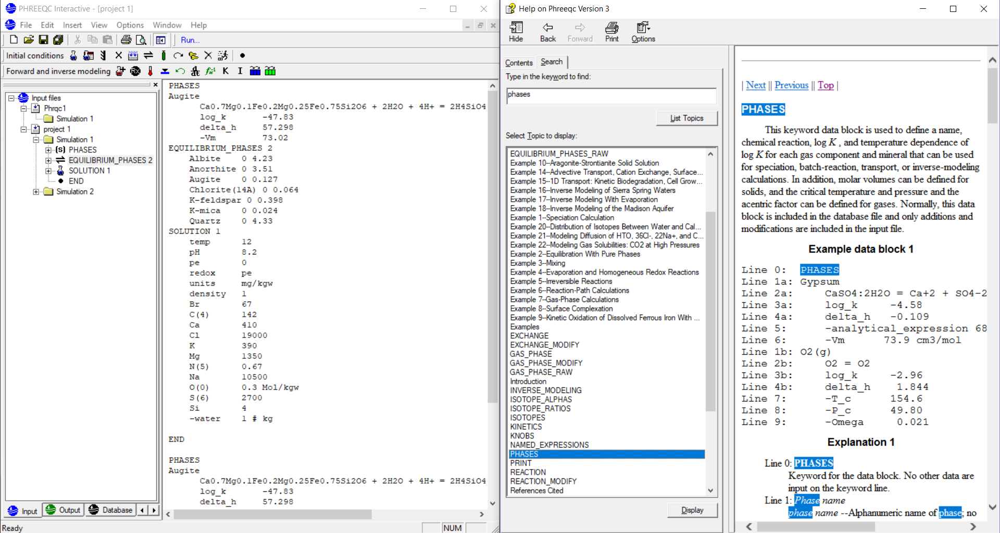 PHREEQC Interactive - [project 1]
File Edit Insert View Options Window Help
Run...
Initial conditions
Forward and inverse modeling
K I
Input files
Phrqc1
Simulation 1
project 1
Simulation 1
(s) PHASES
EQUILIBRIUM_PHASES 2
SOLUTION 1
END
Simulation 2
Input Output Database
Ready
NUM
PHASES
Augite
Ca0.7Mg0.1Fe0.2Mg0.25Fe0.75Si2O6 + 2H2O + 4H+ = 2H4SiO4
log_k -47.83
delta_h 57.298
-Vm 73.02
EQUILIBRIUM_PHASES 2
Albite 0 4.23
Anorthite 0 3.51
Augite 0 0.127
Chlorite(14A) 0 0.064
K-feldspar 0 0.398
K-mica 0 0.024
Quartz 0 4.33
SOLUTION 1
temp 12
pH 8.2
pe 0
redox pe
units mg/kgw
density 1
Br 67
C(4) 142
Ca 410
Cl 19000
K 390
Mg 1350
N(5) 0.67
Na 10500
O(0) 0.3 Mol/kgw
S(6) 2700
Si 4
-water 1 # kg
END
PHASES
Augite
Ca0.7Mg0.1Fe0.2Mg0.25Fe0.75Si2O6 + 2H2O + 4H+ = 2H4SiO4
log_k -47.83
delta_h 57.298
Help on Phreeqc Version 3
Hide Back Forward Print Options
Contents Search
Type in the keyword to find:
phases
List Topics
Select Topic to display:
EQUILIBRIUM_PHASES_RAW
Example 10--Aragonite-Strontianite Solid Solution
Example 14--Advective Transport, Cation Exchange, Surface...
Example 15--1D Transport: Kinetic Biodegradation, Cell Grow...
Example 16--Inverse Modeling of Sierra Spring Waters
Example 17--Inverse Modeling With Evaporation
Example 18--Inverse Modeling of the Madison Aquifer
Example 1--Speciation Calculation
Example 20--Distribution of Isotopes Between Water and Cal...
Example 21--Modeling Diffusion of HTO, 36Cl-, 22Na+, and C...
Example 22--Modeling Gas Solubilities: CO2 at High Pressures
Example 2--Equilibration With Pure Phases
Example 3--Mixing
Example 4--Evaporation and Homogeneous Redox Reactions
Example 5--Irreversible Reactions
Example 6--Reaction-Path Calculations
Example 7--Gas-Phase Calculations
Example 8--Surface Complexation
Example 9--Kinetic Oxidation of Dissolved Ferrous Iron With ...
Examples
EXCHANGE
EXCHANGE_MODIFY
GAS_PHASE
GAS_PHASE_MODIFY
GAS_PHASE_RAW
Introduction
INVERSE_MODELING
ISOTOPE_ALPHAS
ISOTOPE_RATIOS
ISOTOPES
KINETICS
KNOBS
NAMED_EXPRESSIONS
PHASES
PRINT
REACTION
REACTION_MODIFY
References Cited
Display
| Next || Previous || Top |
PHASES
This keyword data block is used to define a name,
chemical reaction, log K , and temperature dependence of
log K for each gas component and mineral that can be used
for speciation, batch-reaction, transport, or inverse-modeling
calculations. In addition, molar volumes can be defined for
solids, and the critical temperature and pressure and the
acentric factor can be defined for gases. Normally, this data
block is included in the database file and only additions and
modifications are included in the input file.
Example data block 1
Line 0: PHASES
Line 1a: Gypsum
Line 2a: CaSO4:2H2O = Ca+2 + SO4-2
Line 3a: log_k -4.58
Line 4a: delta_h -0.109
Line 5: -analytical_expression 68
Line 6: -Vm 73.9 cm3/mol
Line 1b: O2(g)
Line 2b: O2 = O2
Line 3b: log_k -2.96
Line 4b: delta_h 1.844
Line 7: -T_c 154.6
Line 8: -P_c 49.80
Line 9: -Omega 0.021
Explanation 1
Line 0: PHASES
Keyword for the data block. No other data are
input on the keyword line.
Line 1: Phase name
phase name --Alphanumeric name of phase; no